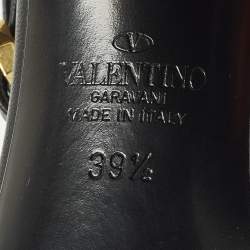 V
VALENTINO
GARAVANI
MADE IN ITALY
39½